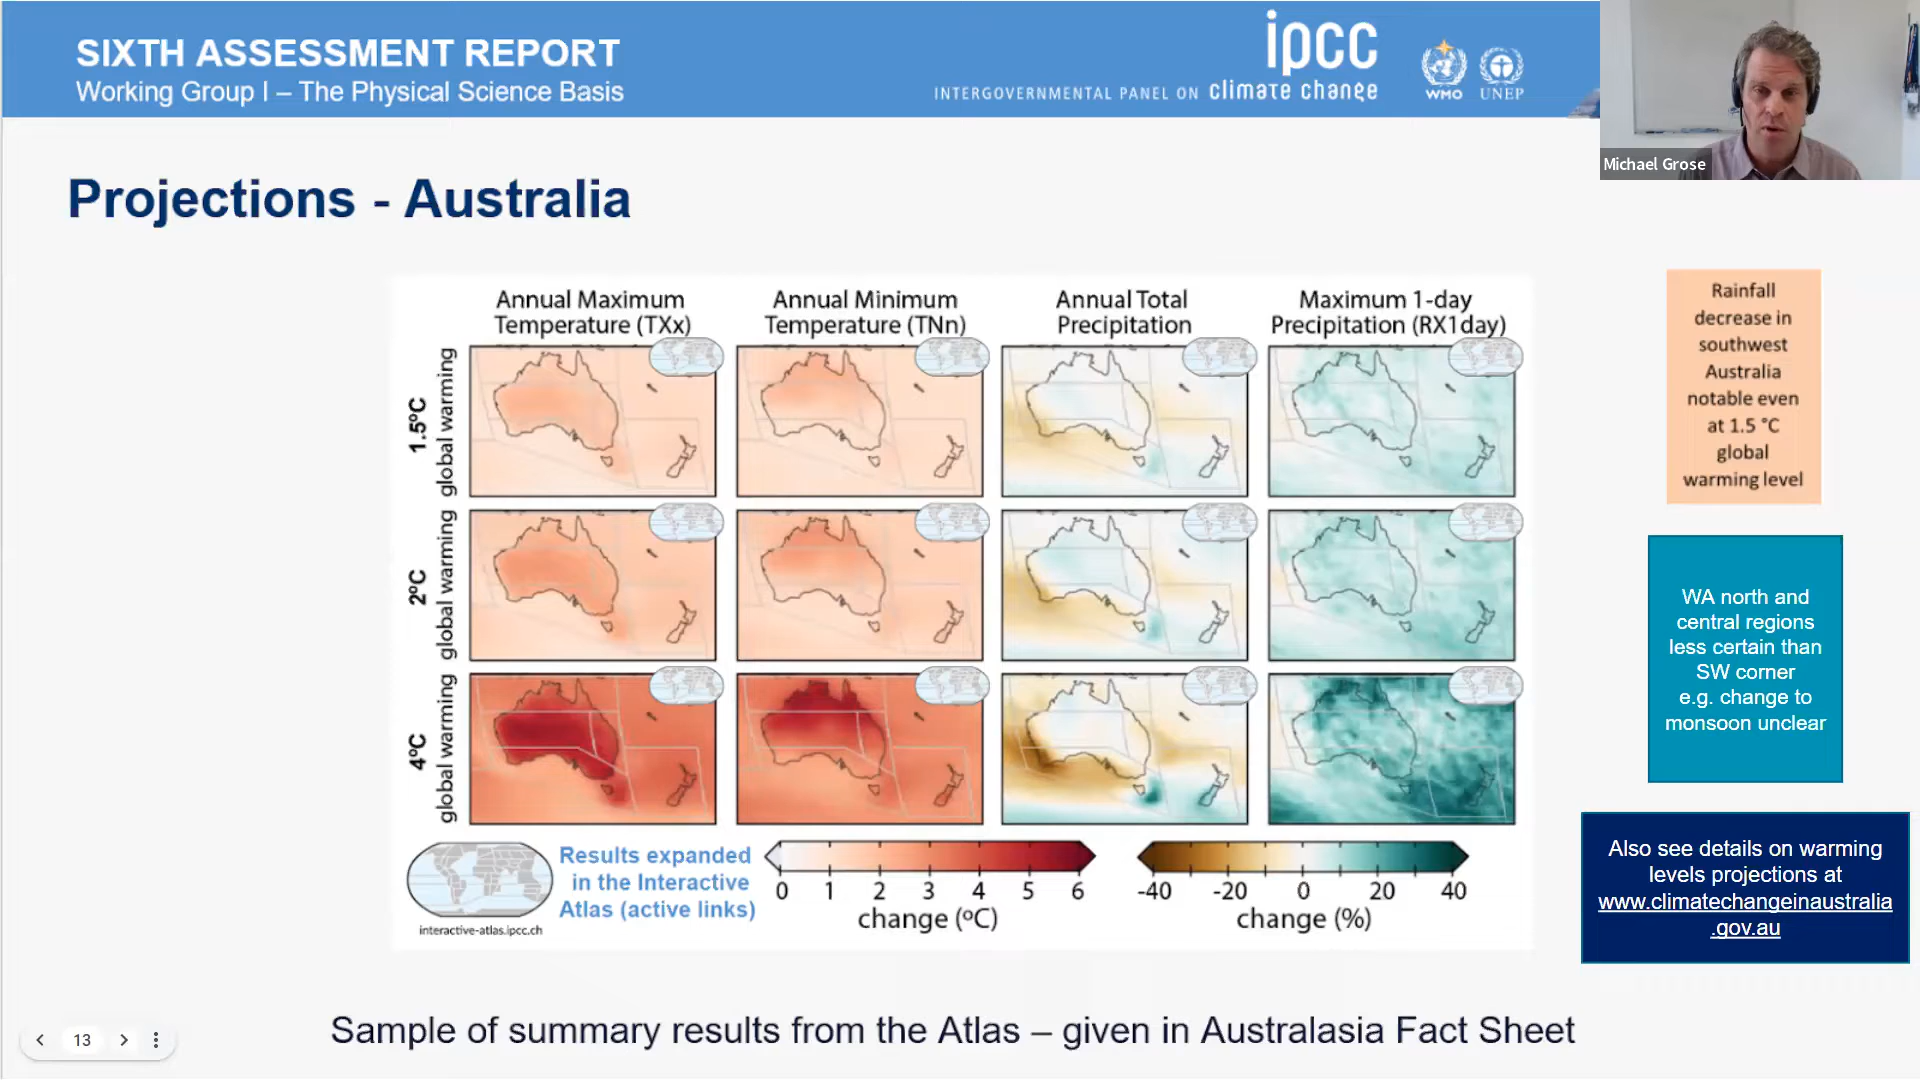 SIXTH ASSESSMENT REPORT
Working Group I – The Physical Science Basis
ipcc
INTERGOVERNMENTAL PANEL ON climate change
WMO
UNEP
Michael Grose
Projections - Australia
Annual Maximum
Temperature (TXx)
Annual Minimum
Temperature (TNn)
Annual Total
Precipitation
Maximum 1-day
Precipitation (RX1day)
1.5ºC
global warming
2ºC
global warming
4ºC
global warming
interactive-atlas.ipcc.ch
Results expanded
in the Interactive
Atlas (active links)
0 1 2 3 4 5 6
change (ºC)
-40 -20 0 20 40
change (%)
Rainfall
decrease in
southwest
Australia
notable even
at 1.5 °C
global
warming level
WA north and
central regions
less certain than
SW corner
e.g. change to
monsoon unclear
Also see details on warming
levels projections at
www.climatechangeinaustralia
.gov.au
13
Sample of summary results from the Atlas – given in Australasia Fact Sheet